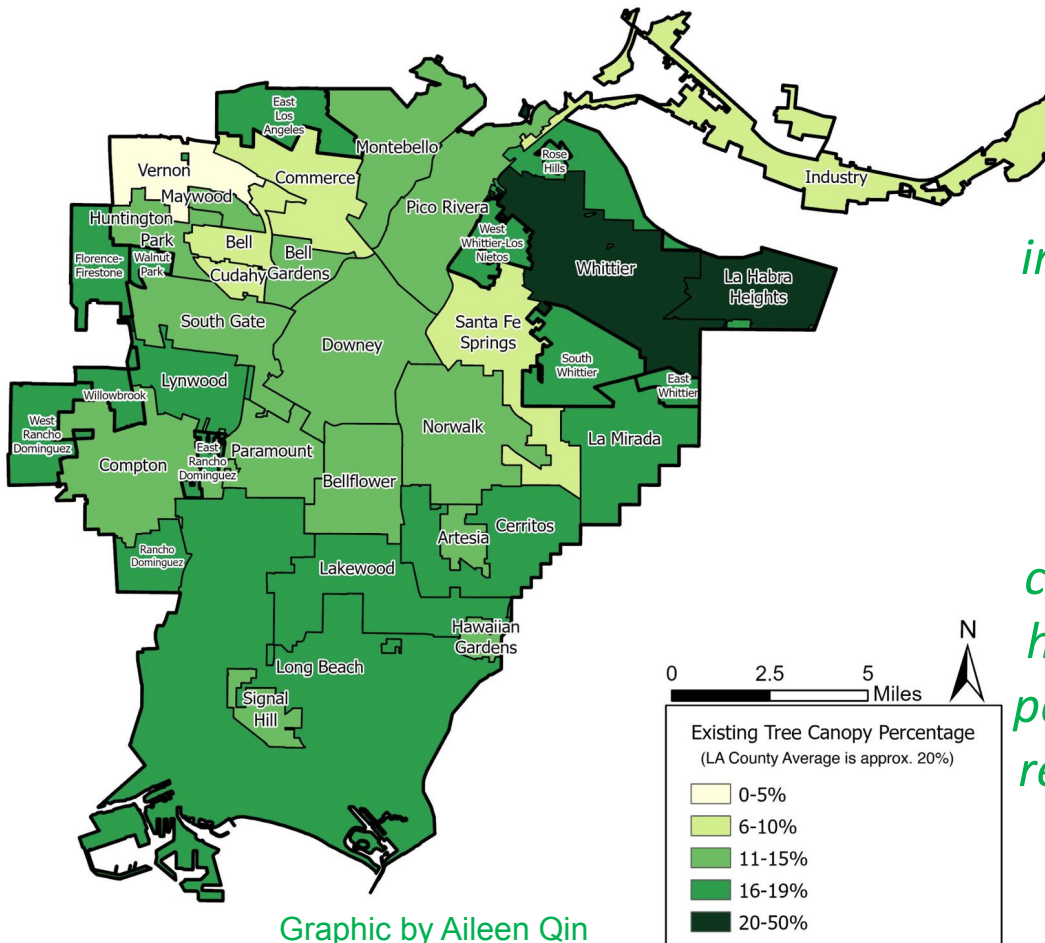 East
Los
Angeles
Montebello
Vernon
Commerce
Maywood
Rose
Hills
Industry
Huntington
Park
Pico Rivera
Bell
Bell
Gardens
West
Whittier-Los
Nietos
Florence-
Firestone
Walnut
Park
Cudahy
Whittier
La Habra
Heights
South Gate
Downey
Santa Fe
Springs
South
Whittier
Lynwood
East
Whittier
Willowbrook
West
Rancho
Dominguez
Norwalk
La Mirada
Compton
East
Rancho
Dominguez
Paramount
Bellflower
Artesia
Cerritos
Rancho
Dominguez
Lakewood
Hawaiian
Gardens
Long Beach
Signal
Hill
N
0 2.5 5
Miles
Existing Tree Canopy Percentage
(LA County Average is approx. 20%)
0-5%
6-10%
11-15%
16-19%
20-50%
Graphic by Aileen Qin